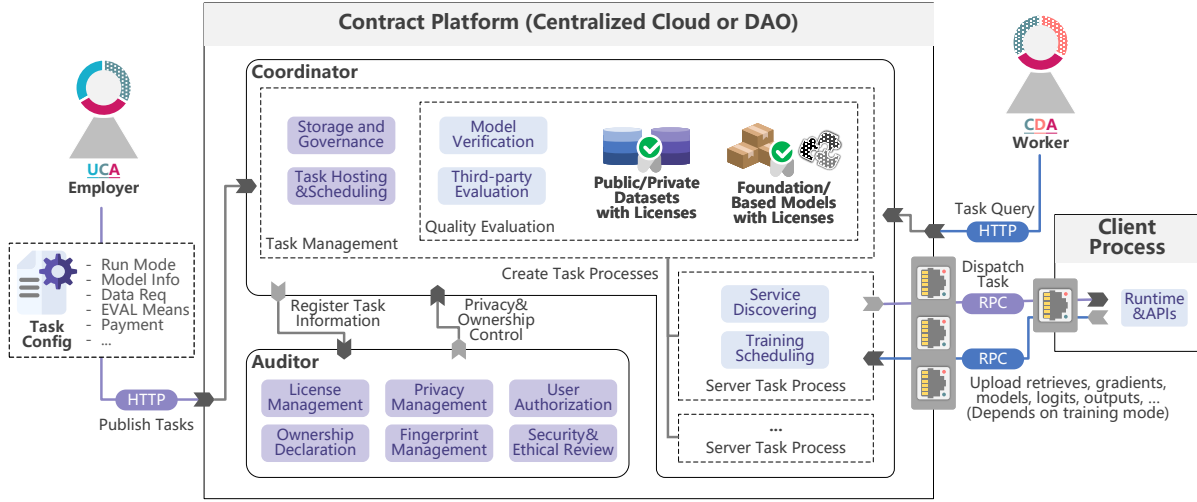 Contract Platform (Centralized Cloud or DAO)
UCA
Employer
Task
Config
- Run Mode
- Model Info
- Data Req
- EVAL Means
- Payment
- ...
HTTP
Publish Tasks
Coordinator
Storage and
Governance
Task Hosting
&Scheduling
Task Management
Model
Verification
Third-party
Evaluation
Quality Evaluation
Public/Private
Datasets
with Licenses
Foundation/
Based Models
with Licenses
Create Task Processes
Register Task
Information
Privacy&
Ownership
Control
Auditor
License
Management
Privacy
Management
User
Authorization
Ownership
Declaration
Fingerprint
Management
Security&
Ethical Review
Service
Discovering
Training
Scheduling
Server Task Process
...
Server Task Process
CDA
Worker
Task Query
HTTP
Client
Process
Dispatch
Task
RPC
Runtime
&APIs
RPC
Upload retrieves, gradients,
models, logits, outputs, ...
(Depends on training mode)